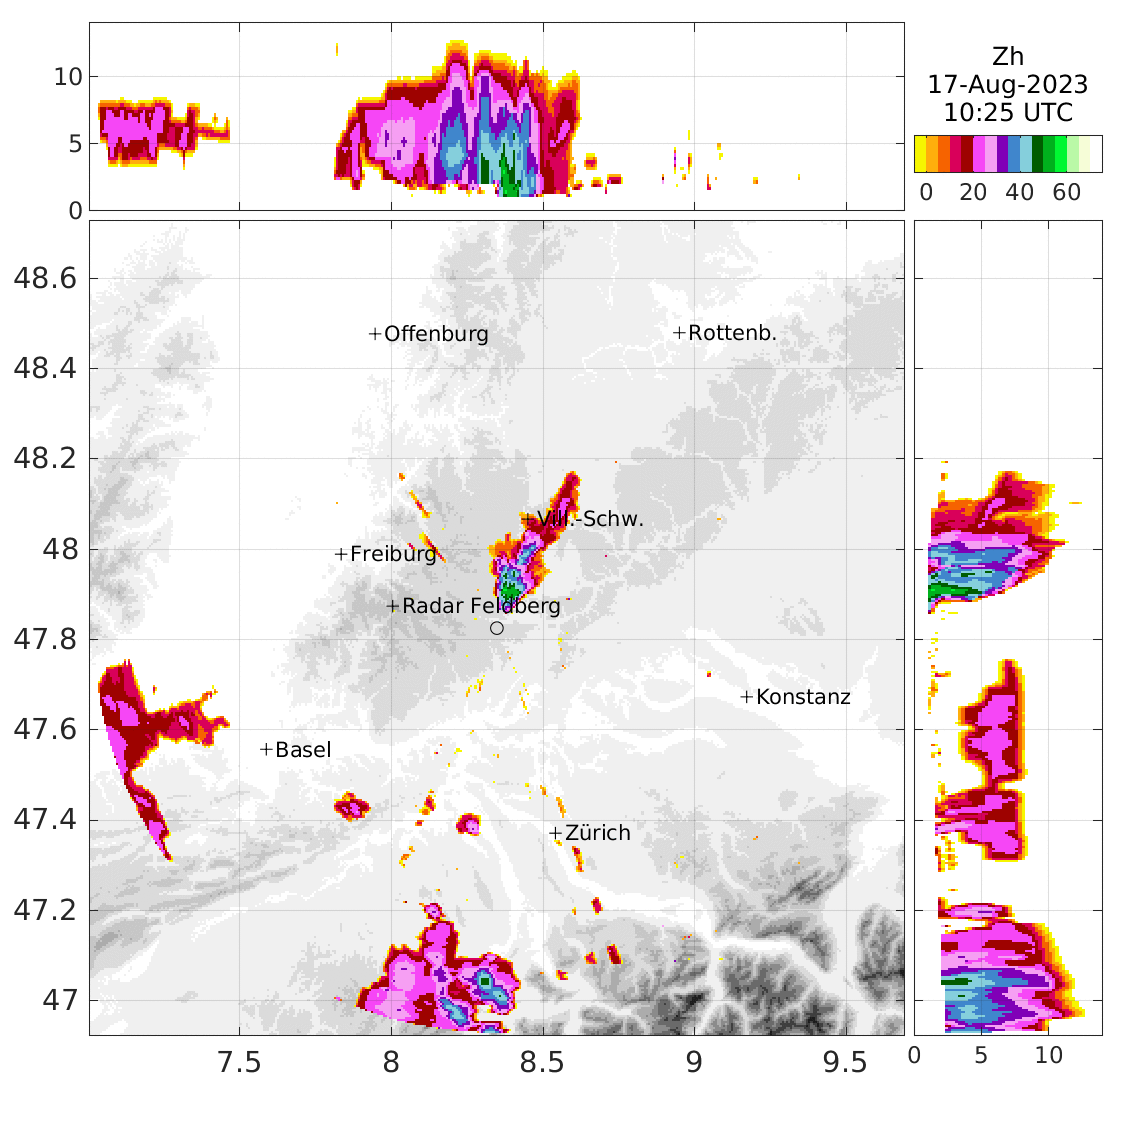 10
5
0
Zh
17-Aug-2023
10:25 UTC
0 20 40 60
48.6
48.4
48.2
48
47.8
47.6
47.4
47.2
47
+Offenburg
+Rottenb.
+Vill.-Schw.
+Freiburg
+Radar Feldberg
+Konstanz
+Basel
+Zürich
7.5 8 8.5 9 9.5
0 5 10